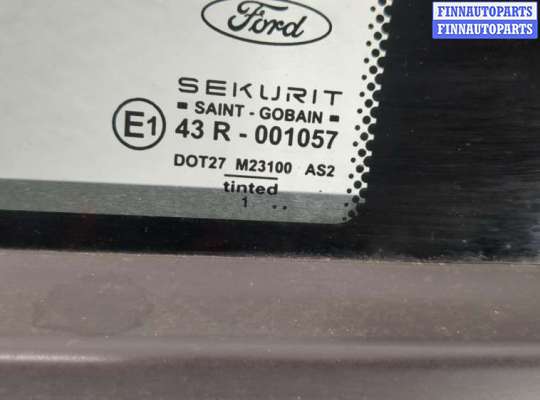 FINNAUTOPARTS
FINNAUTOPARTS
Ford
SEKURIT
SAINT - GOBAIN
E1 43 R - 001057
DOT27 M23100 AS2
tinted
1 ..